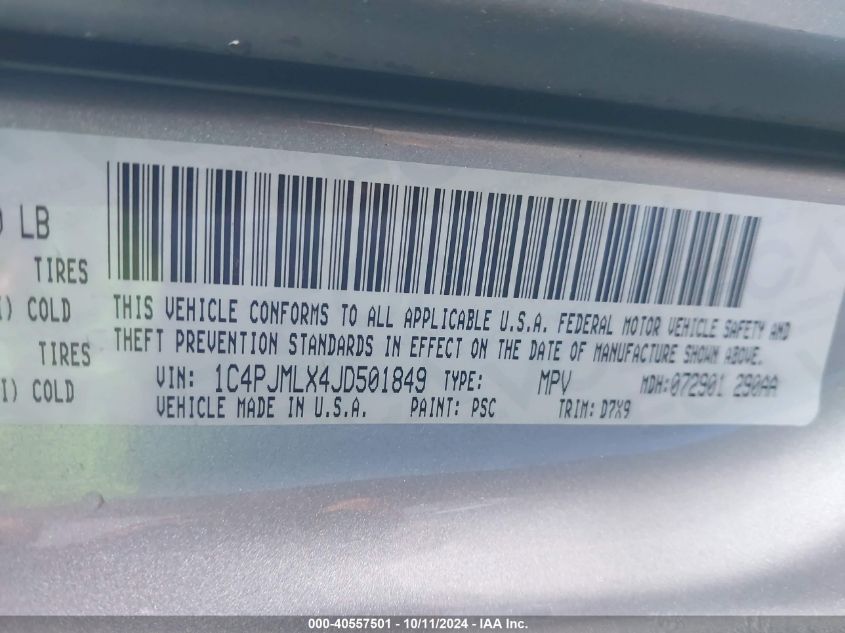 LB
TIRES
COLD
THIS VEHICLE CONFORMS TO ALL APPLICABLE U.S.A. FEDERAL MOTOR VEHICLE SAFETY AND
TIRES
THEFT PREVENTION STANDARDS IN EFFECT ON THE DATE OF MANUFACTURE SHOWN ABOVE.
I) COLD
VIN: 1C4PJMLX4JD501849 TYPE: MPV MDH: 072901 290AA
VEHICLE MADE IN U.S.A. PAINT: PSC TRIM: D7X9
000-40557501 - 10/11/2024 - IAA Inc.